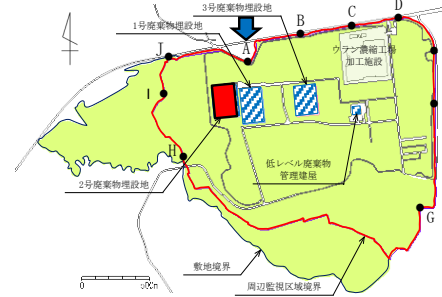 3号廃棄物埋設地
1号廃棄物埋設地
C
D
B
J
A
ウラン濃縮工場
加工施設
I
低レベル廃棄物
管理建屋
H
2号廃棄物埋設地
G
敷地境界
周辺監視区域境界
0
500m